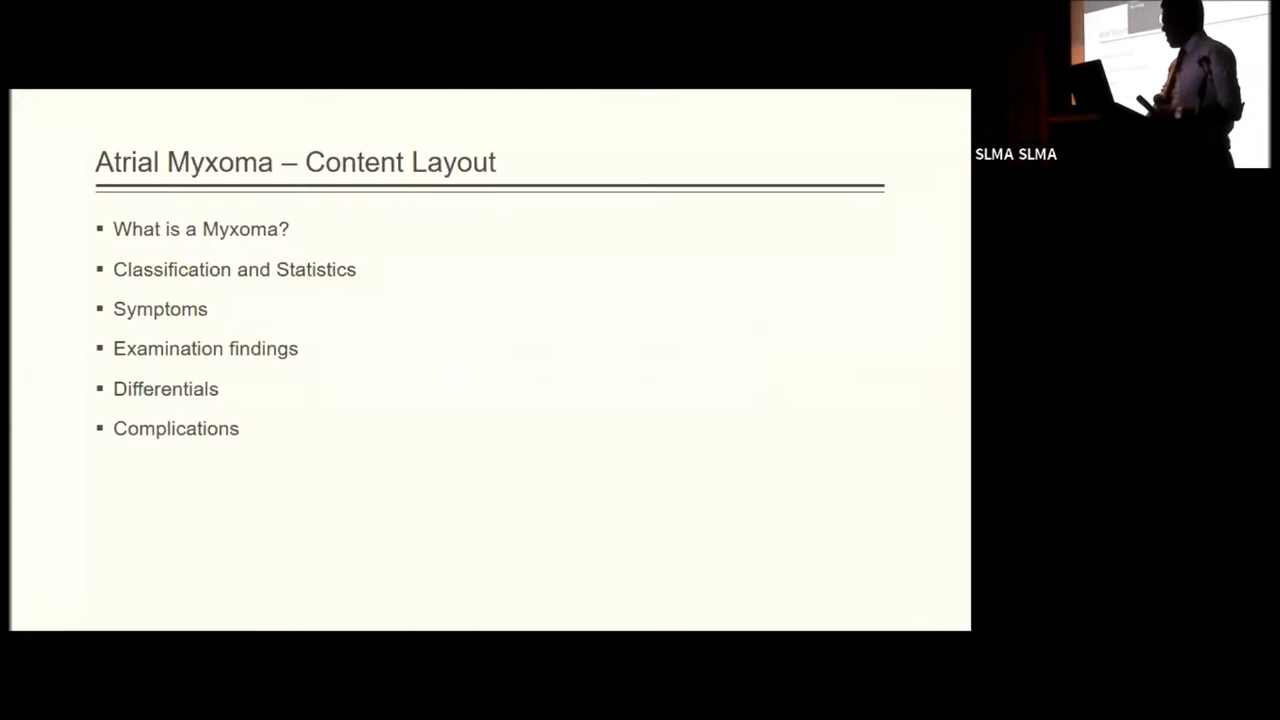 Atrial Myxoma – Content Layout
▪ What is a Myxoma?
▪ Classification and Statistics
▪ Symptoms
▪ Examination findings
▪ Differentials
▪ Complications
SLMA SLMA